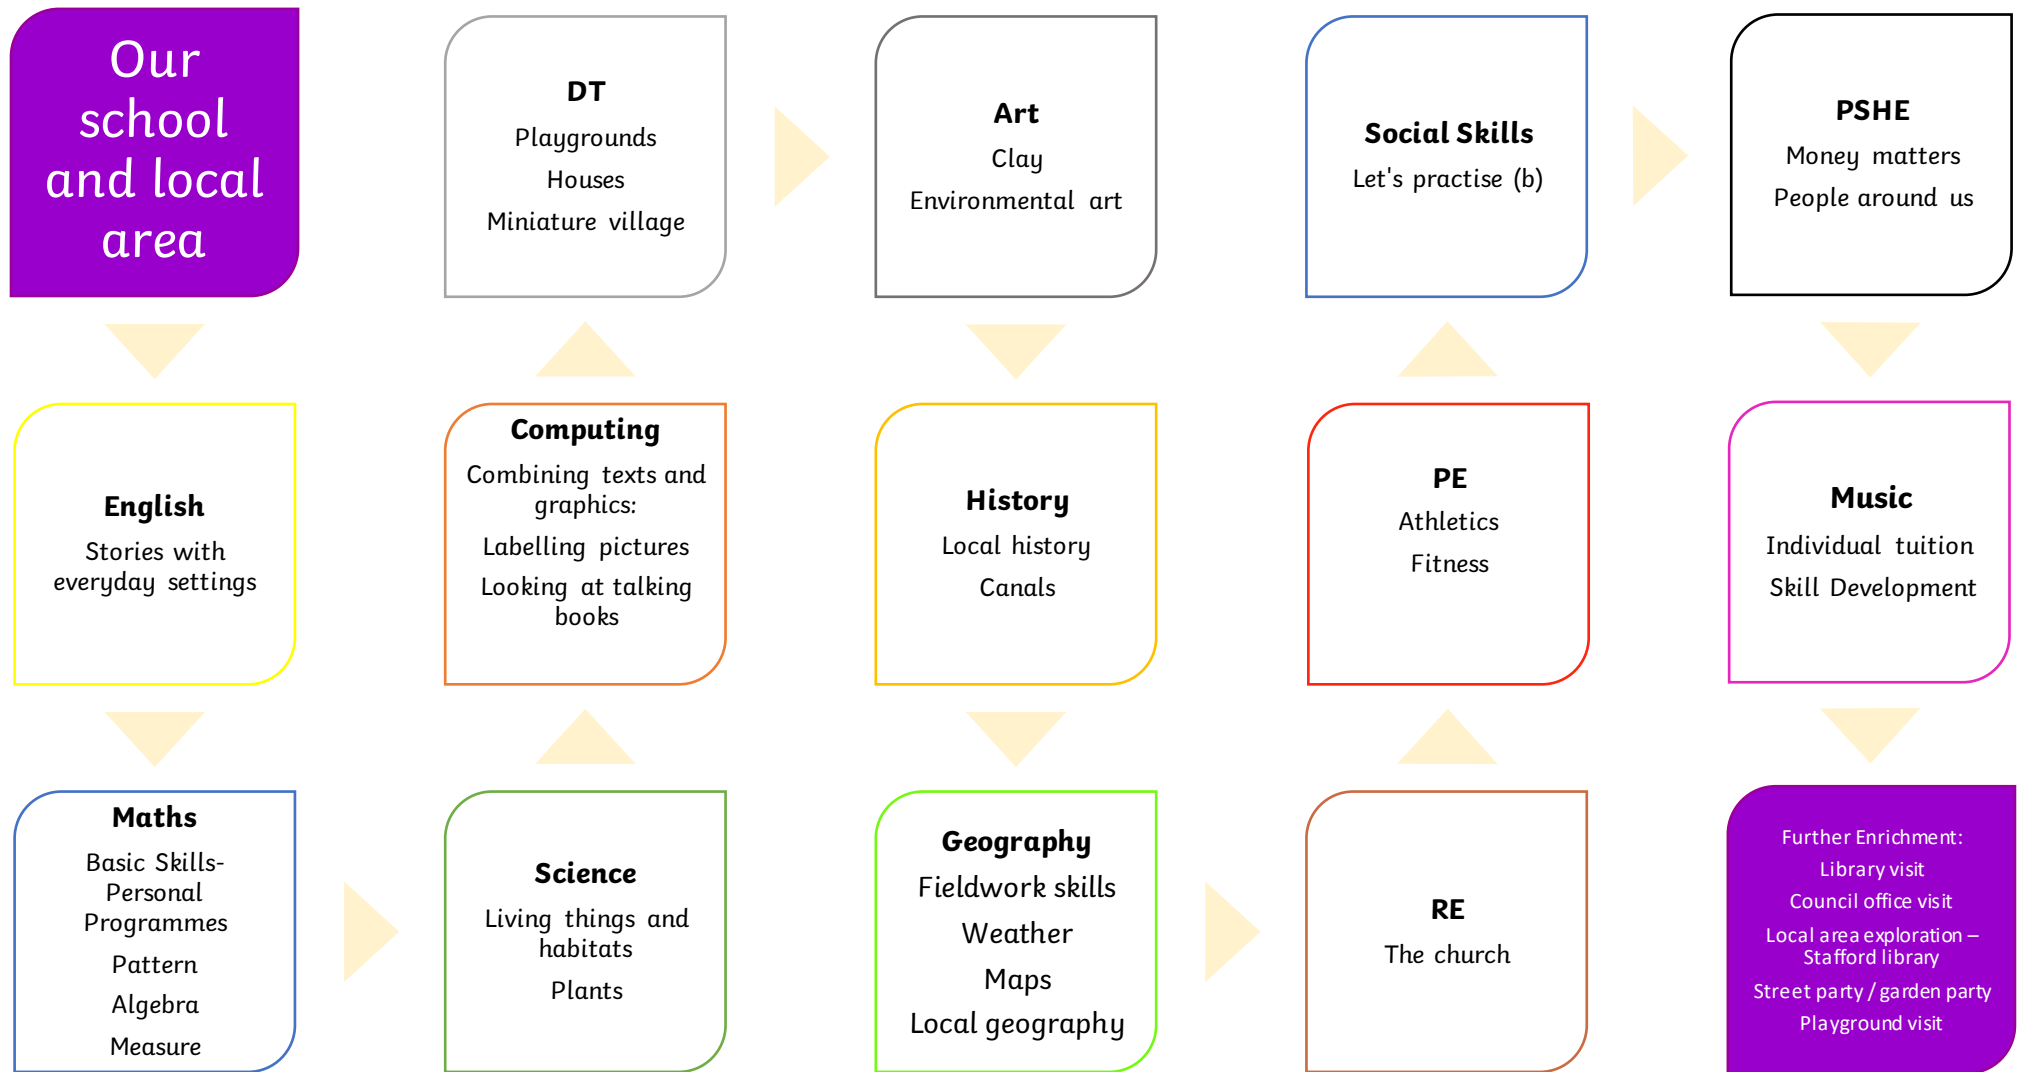 Our
school
and local
area
English
Stories with
everyday settings
Maths
Basic Skills-
Personal
Programmes
Pattern
Algebra
Measure
Science
Living things and
habitats
Plants
Computing
Combining texts and
graphics:
Labelling pictures
Looking at talking
books
DT
Playgrounds
Houses
Miniature village
Art
Clay
Environmental art
History
Local history
Canals
Geography
Fieldwork skills
Weather
Maps
Local geography
RE
The church
PE
Athletics
Fitness
Social Skills
Let's practise (b)
PSHE
Money matters
People around us
Music
Individual tuition
Skill Development
Further Enrichment:
Library visit
Council office visit
Local area exploration –
Stafford library
Street party / garden party
Playground visit